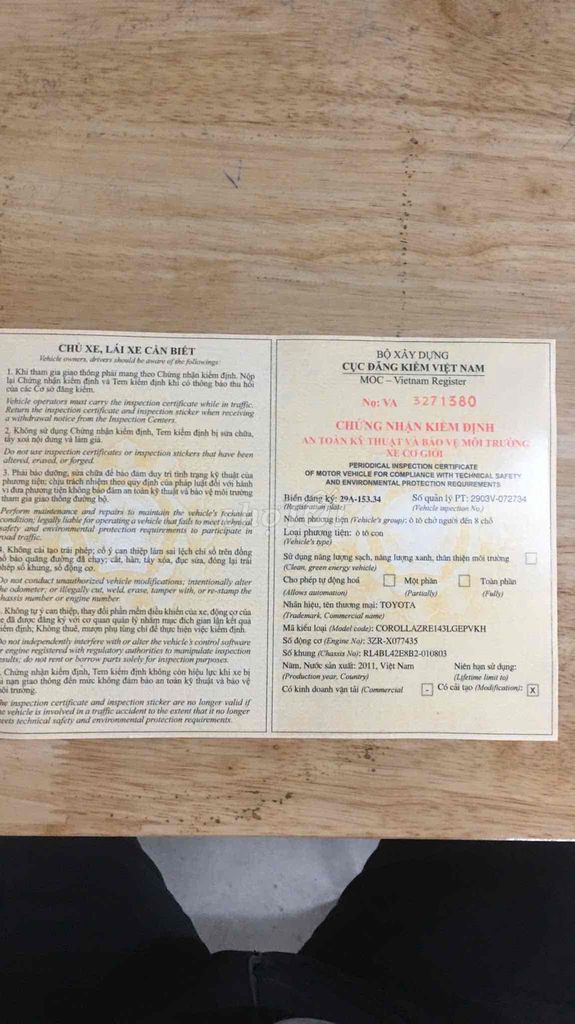 CHỦ XE, LÁI XE CẦN BIẾT
Vehicle owners, drivers should be aware of the followings:
1. Khi tham gia giao thông phải mang theo Chứng nhận kiểm định. Nộp
lại Chứng nhận kiểm định và Tem kiểm định khi có thông báo thu hồi
của các Cơ sở đăng kiểm.
Vehicle operators must carry the inspection certificate while in traffic.
Return the inspection certificate and inspection sticker when receiving
a withdrawal notice from the Inspection Centers.
2. Không sử dụng Chứng nhận kiểm định, Tem kiểm định bị sửa chữa,
tẩy xoá nội dung và làm giả.
Do not use inspection certificates or inspection stickers that have been
altered, erased, or forged.
3. Phải bảo dưỡng, sửa chữa để bảo đảm duy trì tình trạng kỹ thuật của
phương tiện; chịu trách nhiệm theo quy định của pháp luật đối với hành
vi đưa phương tiện không bảo đảm an toàn kỹ thuật và bảo vệ môi trường
tham gia giao thông đường bộ.
Perform maintenance and repairs to maintain the vehicle's technical
condition; legally liable for operating a vehicle that fails to meet technical
safety and environmental protection requirements to participate in
road traffic.
4. Không cải tạo trái phép; cố ý can thiệp làm sai lệch chỉ số trên đồng
hồ báo quãng đường đã chạy; cắt, hàn, tẩy xóa, đục sửa, đóng lại trái
phép số khung, số động cơ.
Do not conduct unauthorized vehicle modifications; intentionally alter
the odometer; or illegally cut, weld, erase, tamper with, or re-stamp the
chassis number or engine number.
Không tự ý can thiệp, thay đổi phần mềm điều khiển của xe, động cơ của
xe đã được đăng ký với cơ quan quản lý nhằm mục đích gian lận kết quả
kiểm định; Không thuê, mượn phụ tùng chỉ để thực hiện việc kiểm định.
Do not independently interfere with or alter the vehicle's control software
or engine registered with regulatory authorities to manipulate inspection
results; do not rent or borrow parts solely for inspection purposes.
Chứng nhận kiểm định, Tem kiểm định không còn hiệu lực khi xe bị
tai nạn giao thông đến mức không đảm bảo an toàn kỹ thuật và bảo vệ
môi trường.
The inspection certificate and inspection sticker are no longer valid if
the vehicle is involved in a traffic accident to the extent that it no longer
meets technical safety and environmental protection requirements.
BỘ XÂY DỰNG
CỤC ĐĂNG KIỂM VIỆT NAM
MOC – Vietnam Register
No: VA 3271380
CHỨNG NHẬN KIỂM ĐỊNH
AN TOÀN KỸ THUẬT VÀ BẢO VỆ MÔI TRƯỜNG
XE CƠ GIỚI
PERIODICAL INSPECTION CERTIFICATE
OF MOTOR VEHICLE FOR COMPLIANCE WITH TECHNICAL SAFETY
AND ENVIRONMENTAL PROTECTION REQUIREMENTS
Biển đăng ký: 29A-153.34 Số quản lý PT: 2903V-072734
(Registration plate) (Vehicle inspection No.)
Nhóm phương tiện (Vehicle's group): ô tô chở người đến 8 chỗ
Loại phương tiện: ô tô con
(Vehicle's type)
Sử dụng năng lượng sạch, năng lượng xanh, thân thiện môi trường
(Clean, green energy vehicle)
Cho phép tự động hoá Một phần Toàn phần
(Allows automation) (Partially) (Fully)
Nhãn hiệu, tên thương mại: TOYOTA
(Trademark, Commercial name)
Mã kiểu loại (Model code): COROLLAZRE143LGEPVKH
Số động cơ (Engine No): 3ZR-X077435
Số khung (Chassis No): RL4BL42E8B2-010803
Năm, Nước sản xuất: 2011, Việt Nam Niên hạn sử dụng:
(Production year, Country) (Lifetime limit to)
Có kinh doanh vận tải (Commercial - Có cải tạo (Modification): X